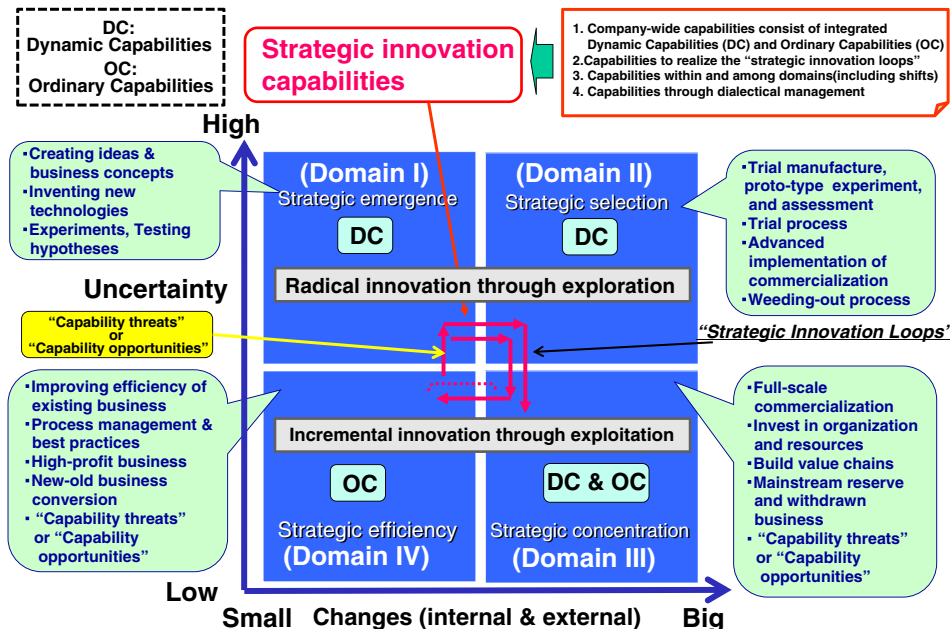 DC:
Dynamic Capabilities
OC:
Ordinary Capabilities
Strategic innovation
capabilities
1. Company-wide capabilities consist of integrated
Dynamic Capabilities (DC) and Ordinary Capabilities (OC)
2.Capabilities to realize the “strategic innovation loops”
3. Capabilities within and among domains(including shifts)
4. Capabilities through dialectical management
High
▪Creating ideas &
business concepts
▪Inventing new
technologies
▪Experiments, Testing
hypotheses
(Domain I)
Strategic emergence
DC
(Domain II)
Strategic selection
DC
▪Trial manufacture,
proto-type experiment,
and assessment
▪Trial process
▪Advanced
implementation of
commercialization
▪Weeding-out process
Radical innovation through exploration
Uncertainty
“Capability threats”
or
“Capability opportunities”
“Strategic Innovation Loops’
▪Improving efficiency of
existing business
▪Process management &
best practices
▪High-profit business
▪New-old business
conversion
▪ “Capability threats”
or “Capability
opportunities”
Incremental innovation through exploitation
OC
Strategic efficiency
(Domain IV)
DC & OC
Strategic concentration
(Domain III)
▪Full-scale
commercialization
▪Invest in organization
and resources
▪Build value chains
▪Mainstream reserve
and withdrawn
business
▪ “Capability threats”
or “Capability
opportunities”
Low
Small
Changes (internal & external)
Big